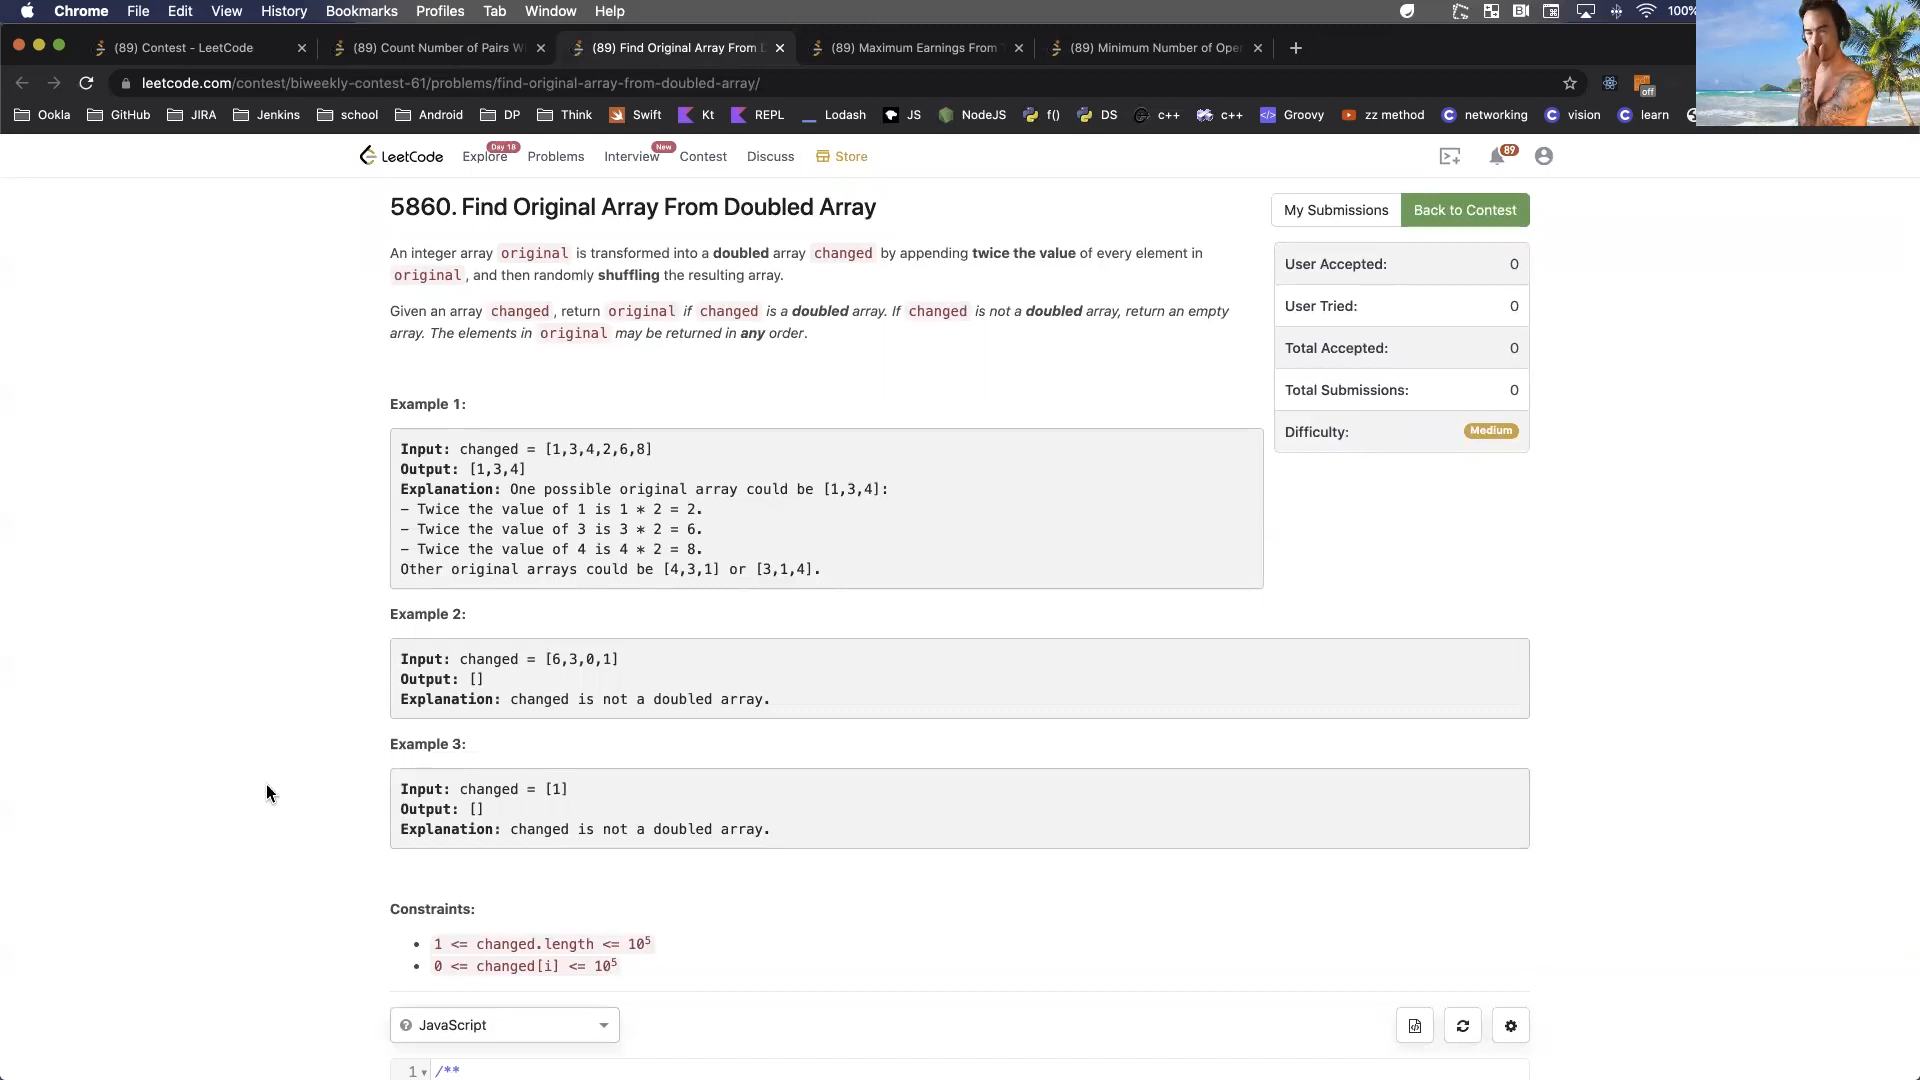 Chrome File Edit View History Bookmarks Profiles Tab Window Help 100%
(89) Contest - LeetCode
(89) Count Number of Pairs W
(89) Find Original Array From D
(89) Maximum Earnings From T
(89) Minimum Number of Oper
leetcode.com/contest/biweekly-contest-61/problems/find-original-array-from-doubled-array/
off
Ookla GitHub JIRA Jenkins school Android DP Think Swift Kt REPL Lodash JS NodeJS f() DS c++ c++ Groovy zz method networking vision learn
LeetCode Explore Day 18 Problems Interview New Contest Discuss Store 89
5860. Find Original Array From Doubled Array
My Submissions Back to Contest
An integer array original is transformed into a doubled array changed by appending twice the value of every element in
original, and then randomly shuffling the resulting array.
Given an array changed, return original if changed is a doubled array. If changed is not a doubled array, return an empty
array. The elements in original may be returned in any order.
User Accepted: 0
User Tried: 0
Total Accepted: 0
Total Submissions: 0
Difficulty: Medium
Example 1:
Input: changed = [1,3,4,2,6,8]
Output: [1,3,4]
Explanation: One possible original array could be [1,3,4]:
- Twice the value of 1 is 1 * 2 = 2.
- Twice the value of 3 is 3 * 2 = 6.
- Twice the value of 4 is 4 * 2 = 8.
Other original arrays could be [4,3,1] or [3,1,4].
Example 2:
Input: changed = [6,3,0,1]
Output: []
Explanation: changed is not a doubled array.
Example 3:
Input: changed = [1]
Output: []
Explanation: changed is not a doubled array.
Constraints:
• 1 <= changed.length <= 10⁵
• 0 <= changed[i] <= 10⁵
JavaScript
1 /**